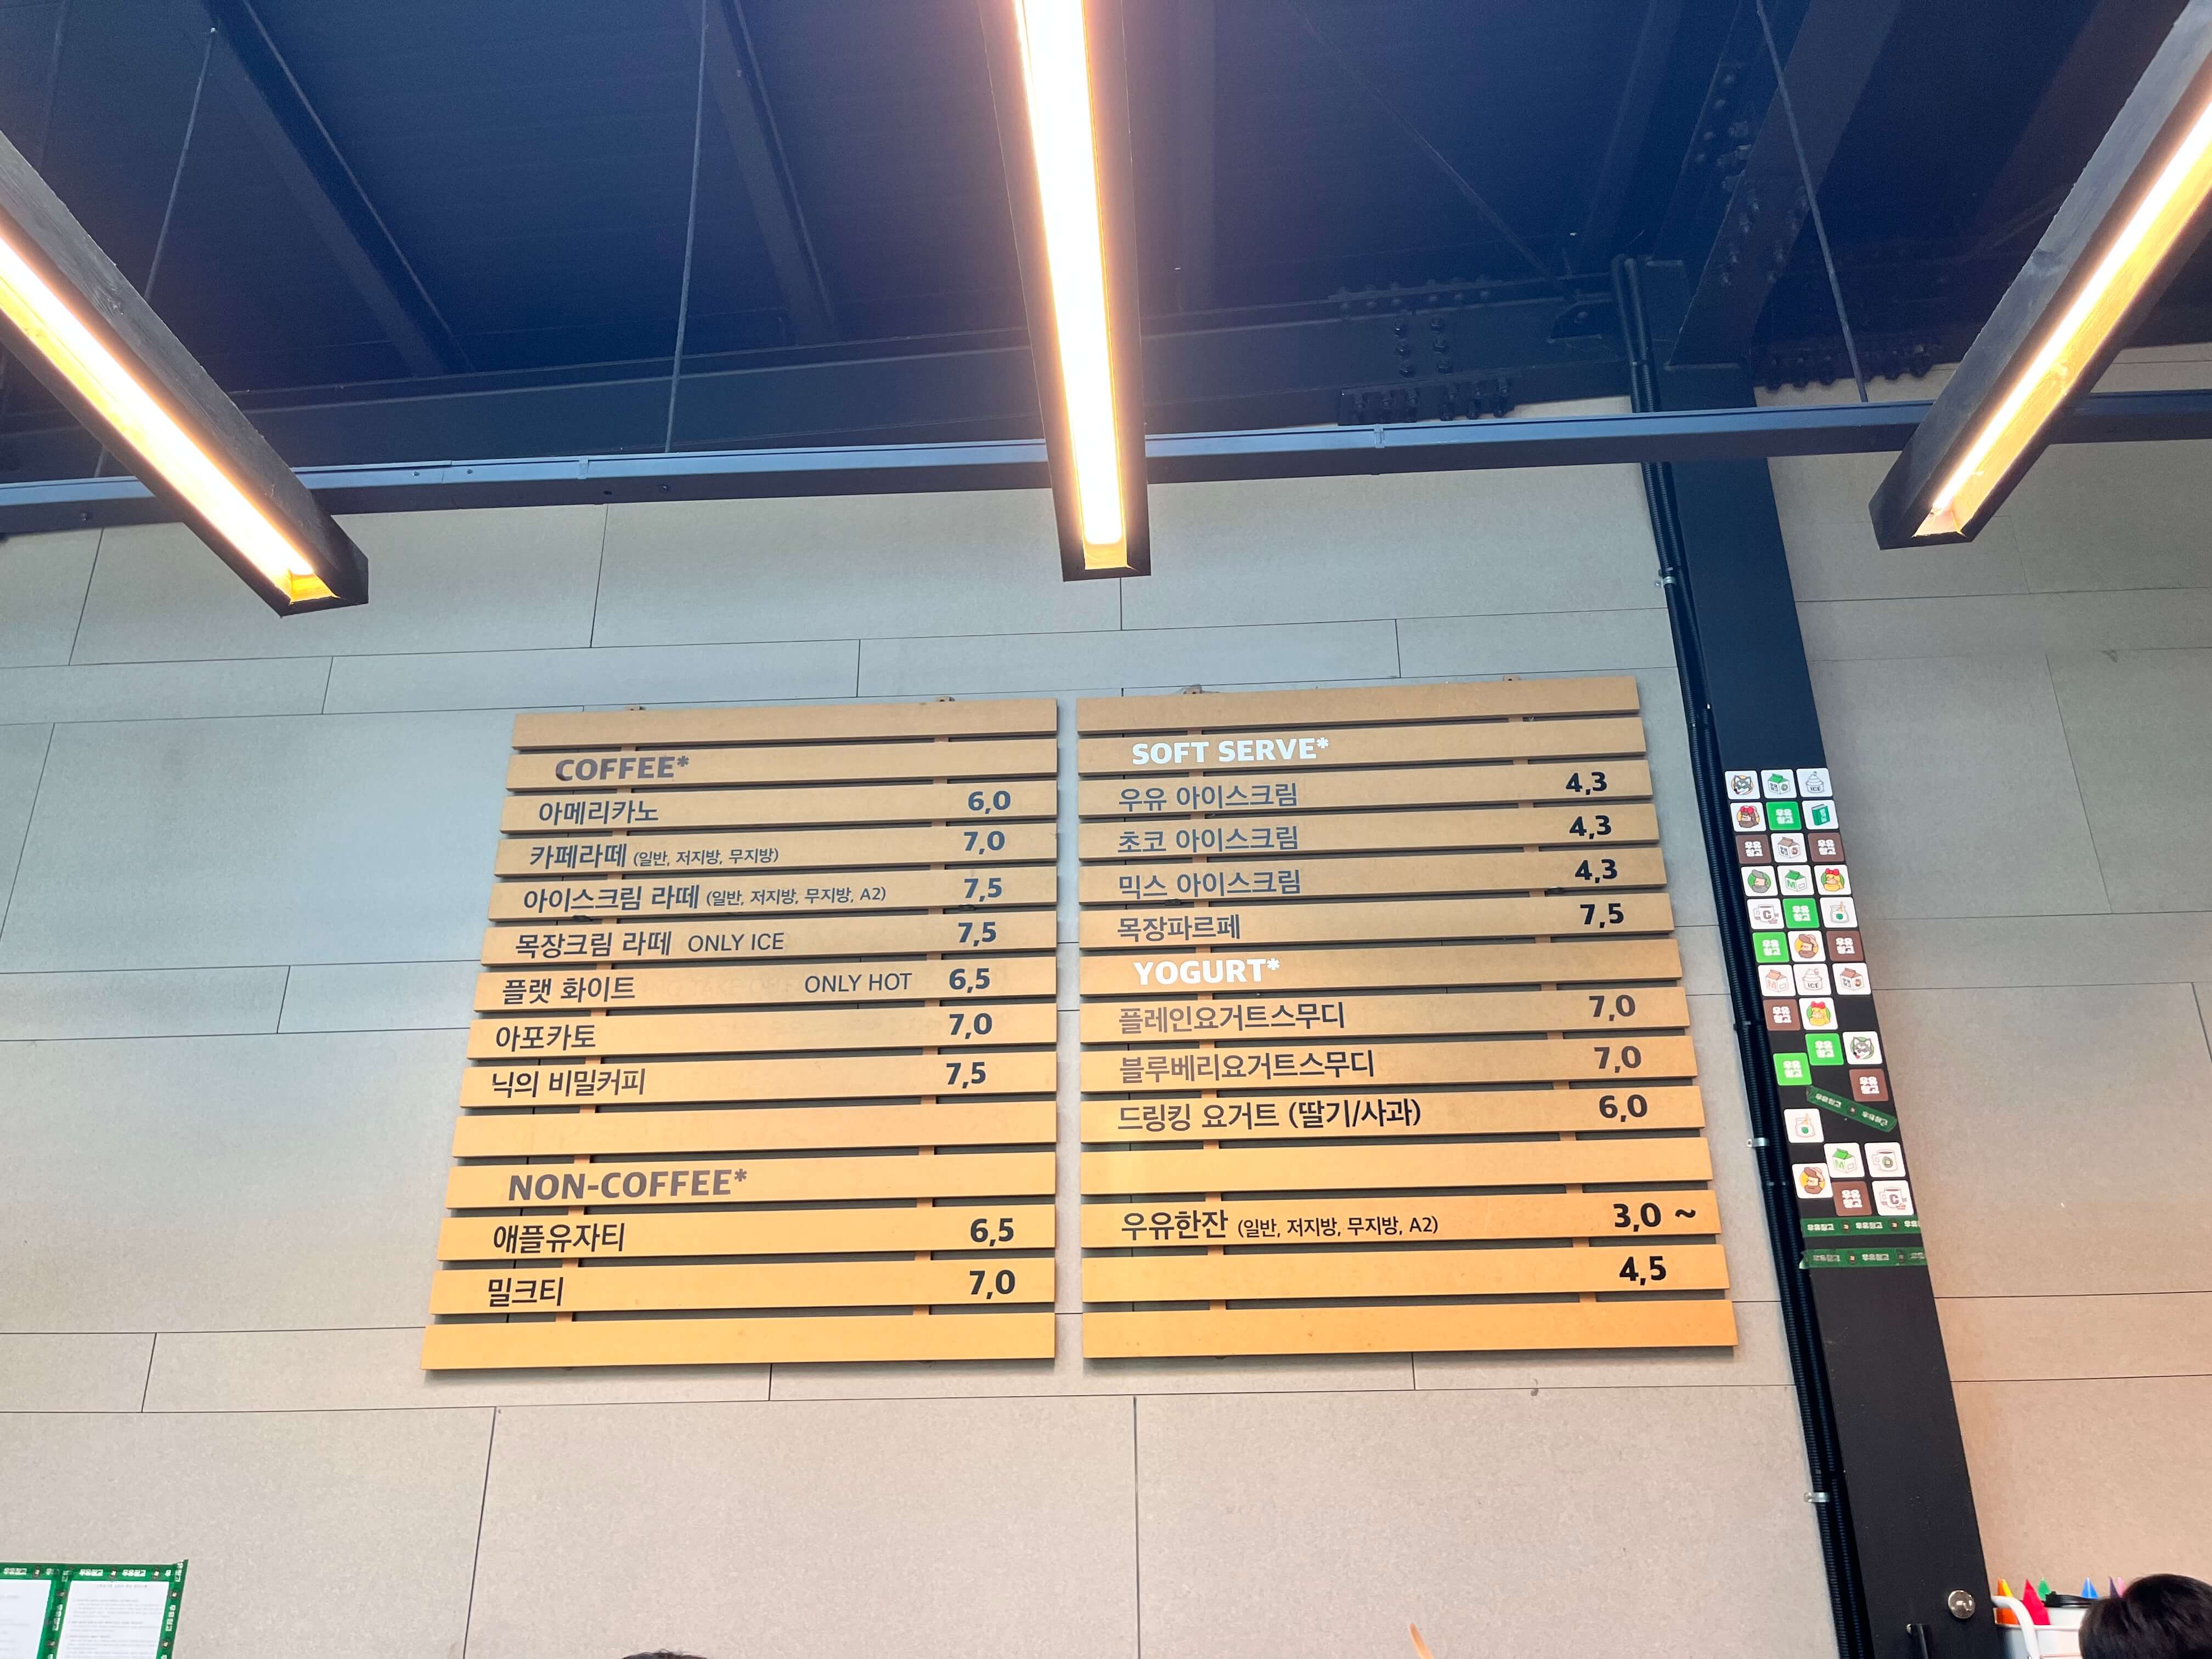 COFFEE*
아메리카노 6,0
카페라떼 (일반, 저지방, 무지방) 7,0
아이스크림 라떼 (일반, 저지방, 무지방, A2) 7,5
목장크림 라떼 ONLY ICE 7,5
플랫 화이트 ONLY HOT 6,5
아포카토 7,0
닉의 비밀커피 7,5
NON-COFFEE*
애플유자티 6,5
밀크티 7,0
SOFT SERVE*
우유 아이스크림 4,3
초코 아이스크림 4,3
믹스 아이스크림 4,3
목장파르페 7,5
YOGURT*
플레인요거트스무디 7,0
블루베리요거트스무디 7,0
드링킹 요거트 (딸기/사과) 6,0
우유한잔 (일반, 저지방, 무지방, A2) 3,0 ~
4,5
우유
창고